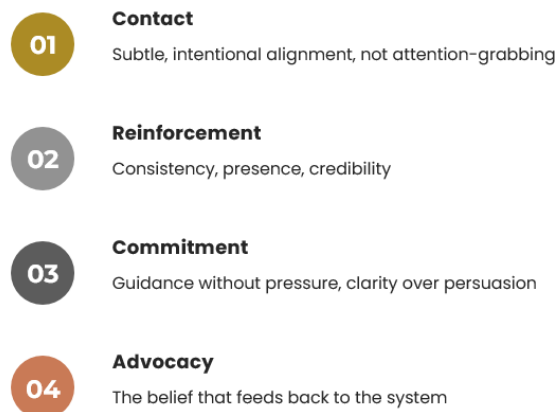 01
Contact
Subtle, intentional alignment, not attention-grabbing
02
Reinforcement
Consistency, presence, credibility
03
Commitment
Guidance without pressure, clarity over persuasion
04
Advocacy
The belief that feeds back to the system